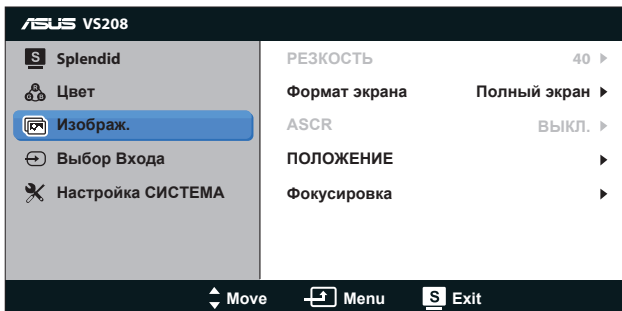 ASUS VS208
S Splendid
Цвет
Изображ.
Выбор Входа
Настройка СИСТЕМА
РЕЗКОСТЬ 40
Формат экрана Полный экран
ASCR ВЫКЛ.
ПОЛОЖЕНИЕ
Фокусировка
Move Menu S Exit